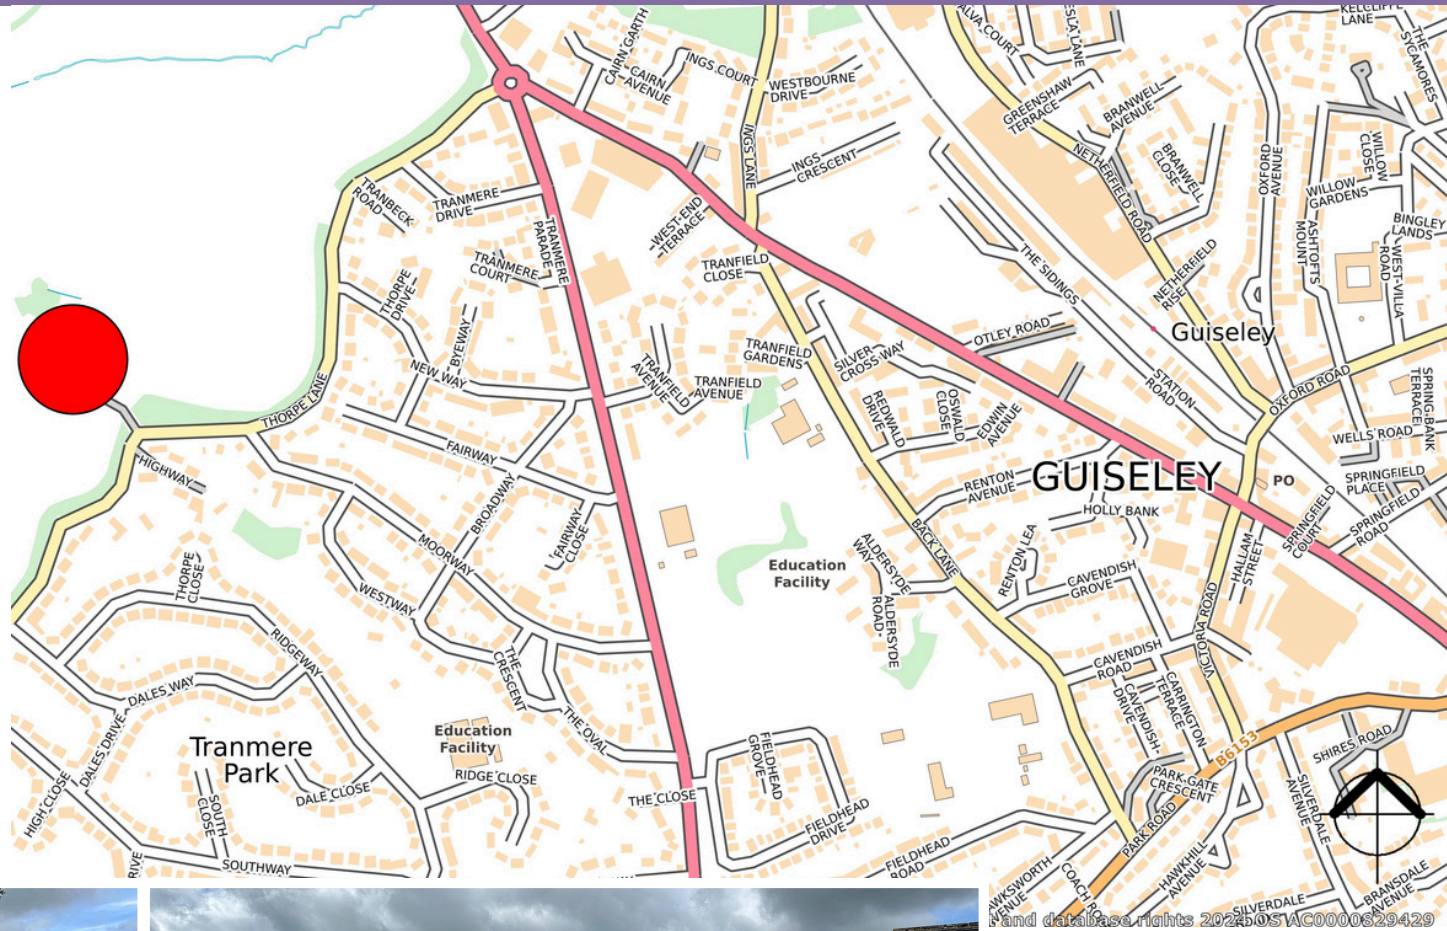 ALVA COURT
ESLA LANE
KELCLIFFE
LANE
THE
SYCAMORES
CAIRN GARTH
CAIRN
AVENUE
INGS COURT
WESTBOURNE
DRIVE
GREENSHAW
TERRACE
BRANWELL
AVENUE
INGS LANE
INGS
CRESCENT
NETHERFIELD ROAD
BRANWELL
CLOSE
OXFORD
AVENUE
WILLOW
CLOSE
WILLOW
GARDENS
TRANBECK
ROAD
TRANMERE
DRIVE
TRANMERE
PARADE
WEST-END
TERRACE
ASHTOFTS
MOUNT
BINGLEY
LANDS
WEST-VILLA
ROAD
TRANMERE
COURT
TRANFIELD
CLOSE
THE SIDINGS
NETHERFIELD
RISE
THORPE
DRIVE
BYEWAY
NEW WAY
TRANFIELD
GARDENS
SILVER
CROSS WAY
OTLEY ROAD
Guiseley
TRANFIELD
AVENUE
TRANFIELD
AVENUE
STATION
ROAD
OXFORD ROAD
SPRING-BANK
TERRACE
THORPE LANE
REDWALD
DRIVE
OSWALD
CLOSE
EDWIN
AVENUE
WELLS ROAD
HIGHWAY
FAIRWAY
BROADWAY
RENTON
AVENUE
GUISELEY
PO
SPRINGFIELD
PLACE
SPRINGFIELD
ROAD
SPRINGFIELD
COURT
HOLLY BANK
MOORWAY
FAIRWAY
CLOSE
BACK LANE
ALDERSYDE
WAY
ALDERSYDE
ROAD
RENTON LEA
HALLAM
STREET
Education
Facility
CAVENDISH
GROVE
THORPE
CLOSE
WESTWAY
VICTORIA ROAD
RIDGEWAY
THE
CRESCENT
CAVENDISH
ROAD
CAVENDISH
DRIVE
CARRINGTON
TERRACE
DALES WAY
DALES DRIVE
THE OVAL
Education
Facility
Tranmere
Park
FIELDHEAD
GROVE
B6153
SHIRES ROAD
HIGH CLOSE
SOUTH
CLOSE
DALE CLOSE
RIDGE CLOSE
THE CLOSE
PARK GATE
CRESCENT
SILVERDALE
AVENUE
FIELDHEAD
DRIVE
PARK ROAD
SOUTHWAY
FIELDHEAD
ROAD
HAWKHILL
AVENUE
BRANSDALE
AVENUE
SILVERDALE
and database rights 2024 OS AC0000829429